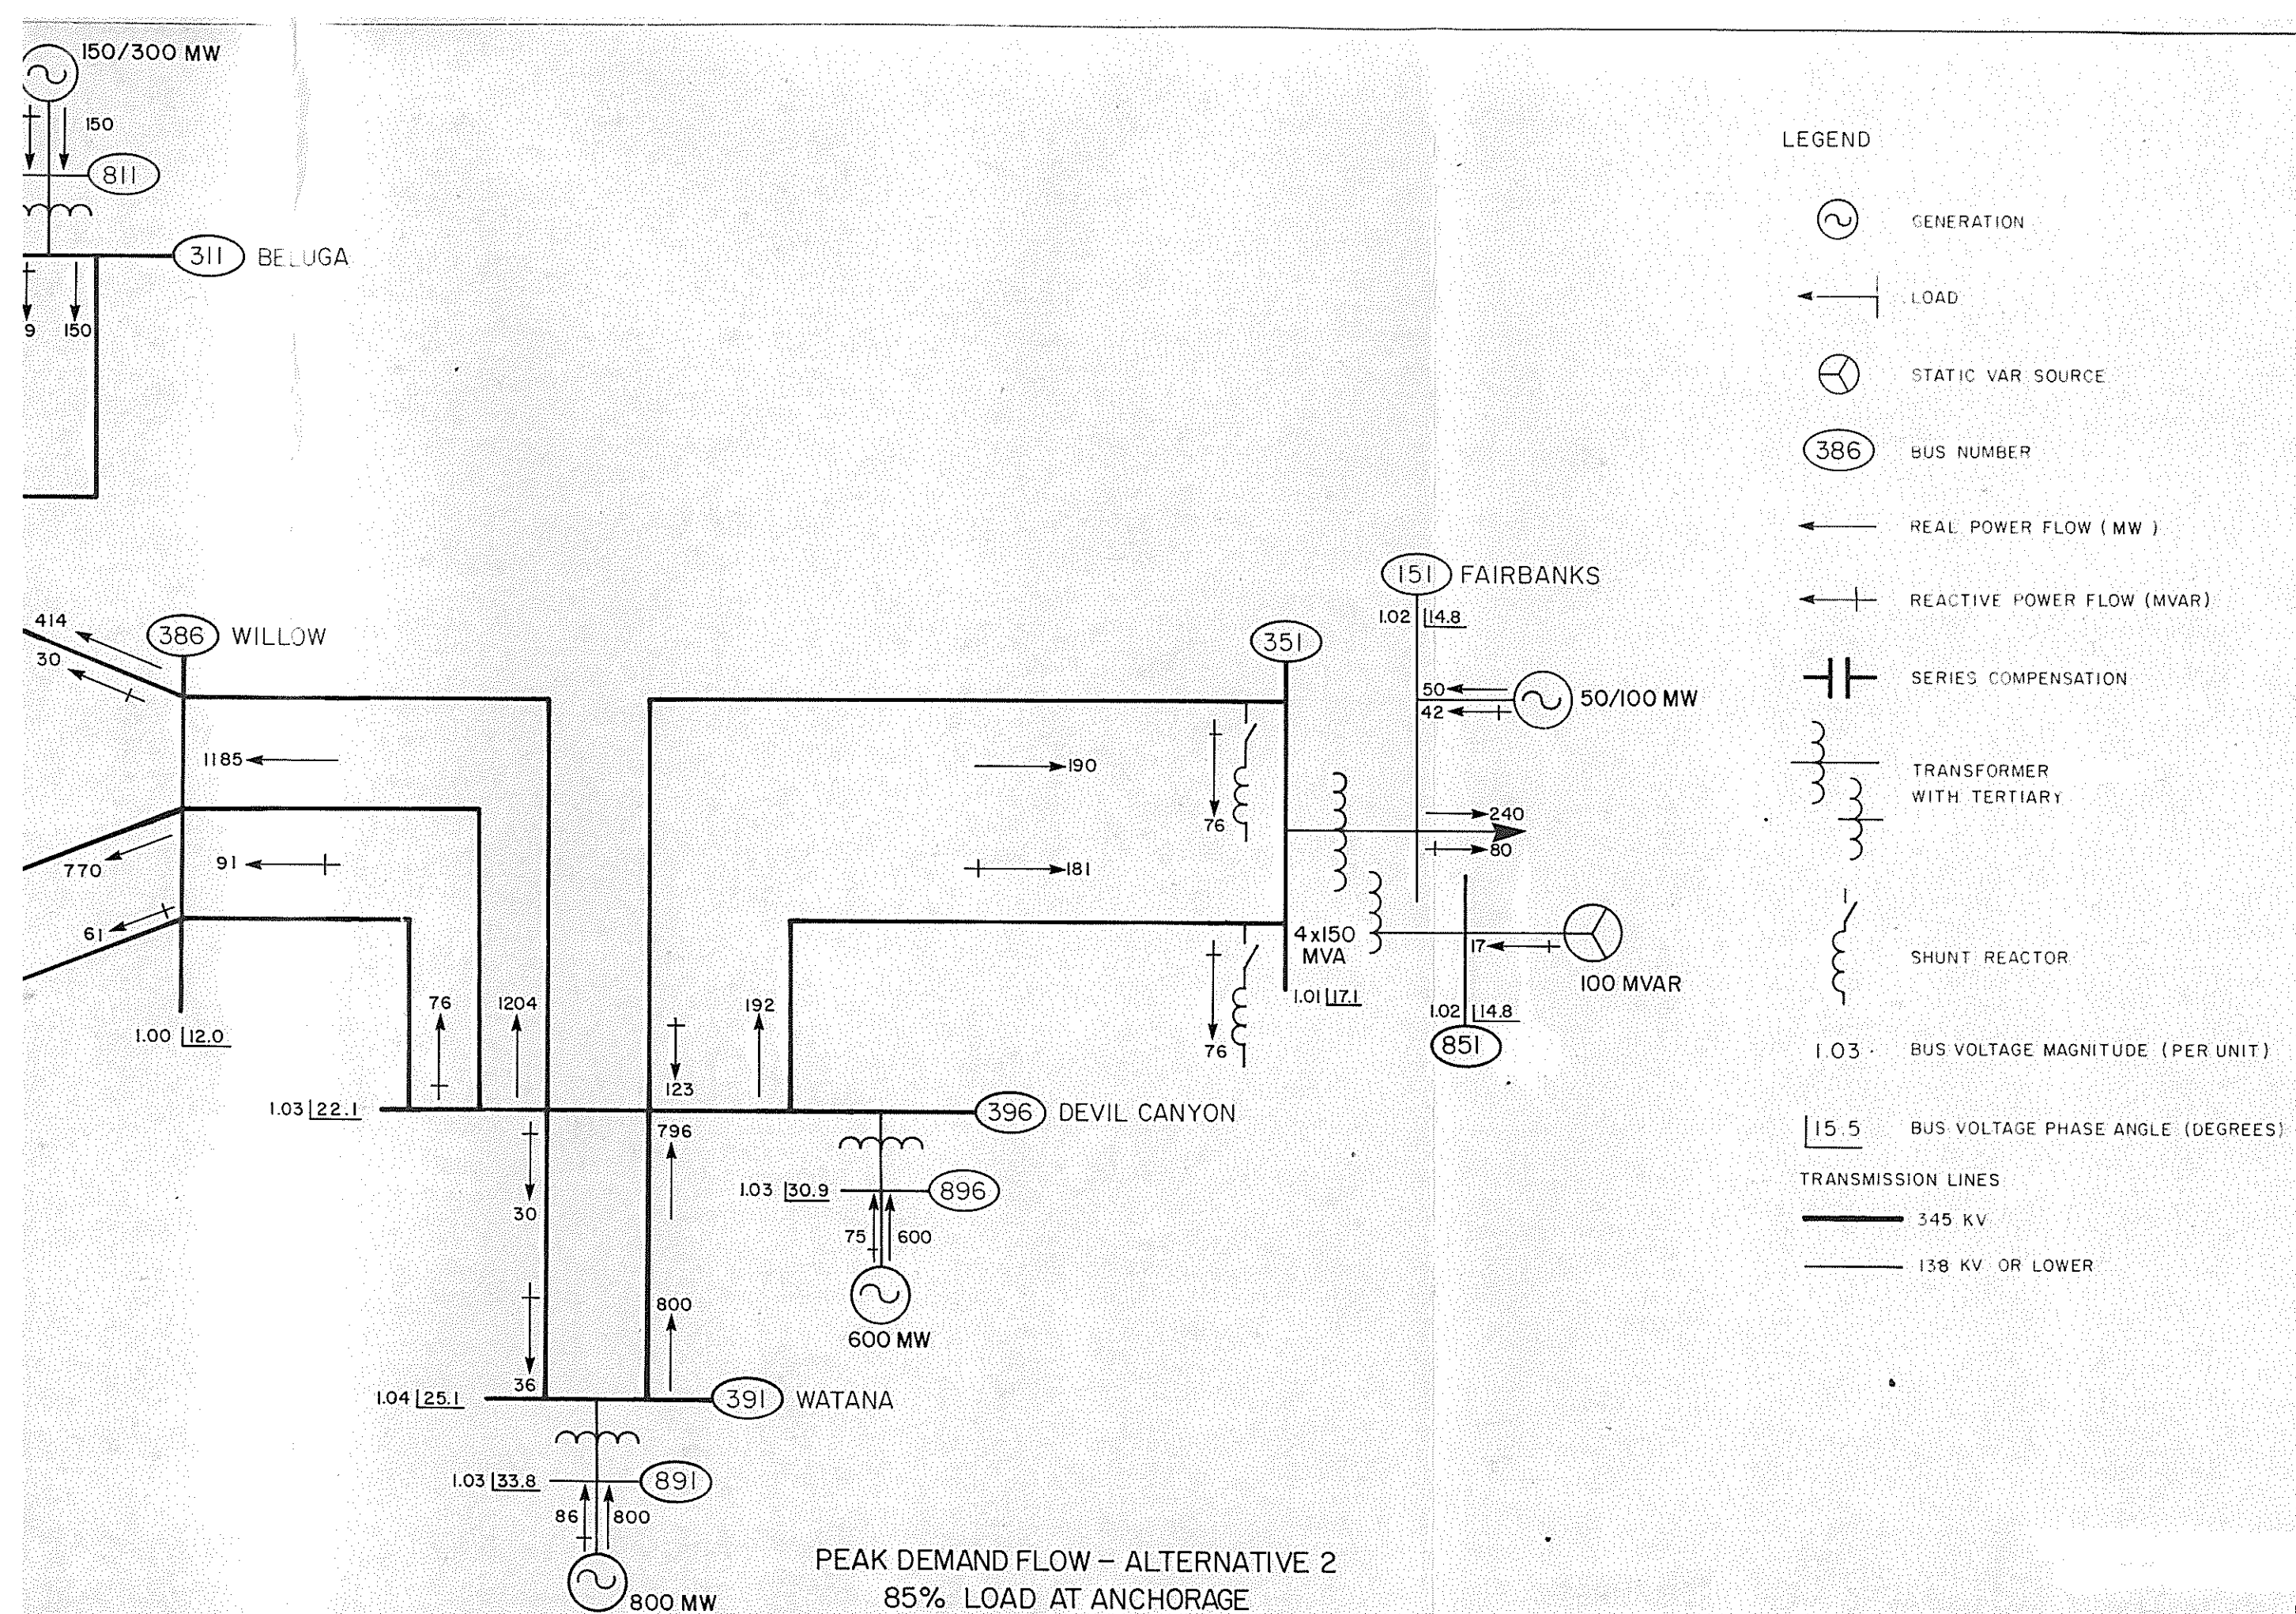 150/300 MW
150
811
311 BELUGA
9 150
414
386 WILLOW
30
1185
770
91
61
1.00 12.0
76
1204
123
192
1.03 22.1
396 DEVIL CANYON
30
796
1.03 30.9
896
75 600
600 MW
36
800
1.04 25.1
391 WATANA
1.03 33.8
891
86 800
800 MW
190
181
76
76
351
4x150
MVA
1.01 17.1
151 FAIRBANKS
1.02 14.8
50
42
50/100 MW
240
80
17
100 MVAR
1.02 14.8
851
PEAK DEMAND FLOW – ALTERNATIVE 2
85% LOAD AT ANCHORAGE
LEGEND
GENERATION
LOAD
STATIC VAR SOURCE
386 BUS NUMBER
REAL POWER FLOW (MW)
REACTIVE POWER FLOW (MVAR)
SERIES COMPENSATION
TRANSFORMER
WITH TERTIARY
SHUNT REACTOR
1.03 BUS VOLTAGE MAGNITUDE (PER UNIT)
15.5 BUS VOLTAGE PHASE ANGLE (DEGREES)
TRANSMISSION LINES
345 KV
138 KV OR LOWER